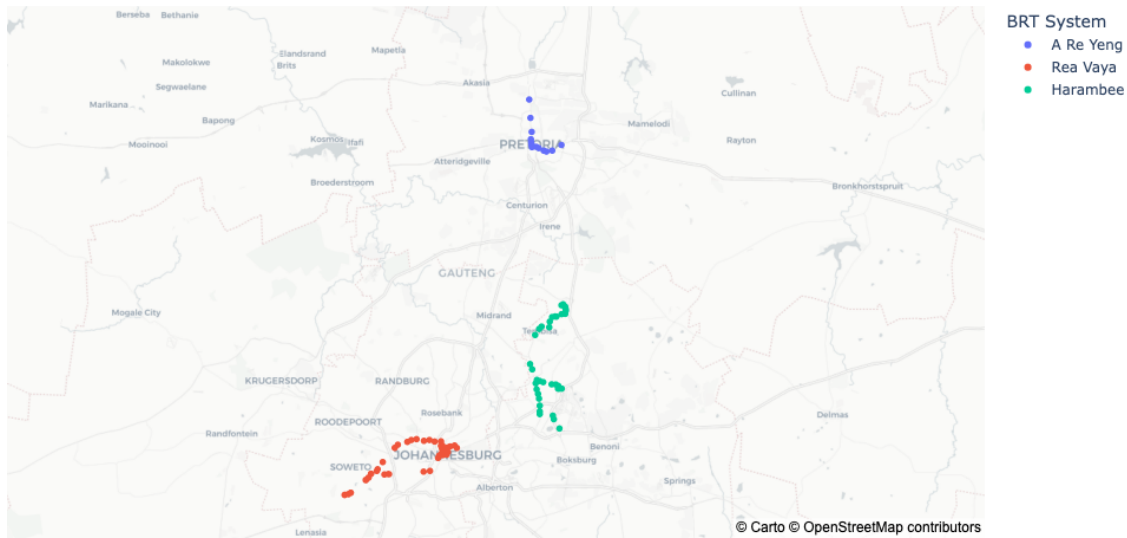 BRT System
A Re Yeng
Rea Vaya
Harambee
Berseba
Bethanie
Makolokwe
Elandsrand
Brits
Mapetla
Segwaelane
Akasia
Marikana
Cullinan
Bapong
Mamelodi
Mooinooi
Kosmos
PRETORIA
Rayton
Atteridgeville
Broederstroom
Bronkhorstspruit
Centurion
Irene
GAUTENG
Mogale City
Midrand
Tembisa
KRUGERSDORP
RANDBURG
Rosebank
Delmas
ROODEPOORT
Randfontein
Benoni
JOHANNESBURG
SOWETO
Boksburg
Alberton
Springs
Lenasia
© Carto © OpenStreetMap contributors